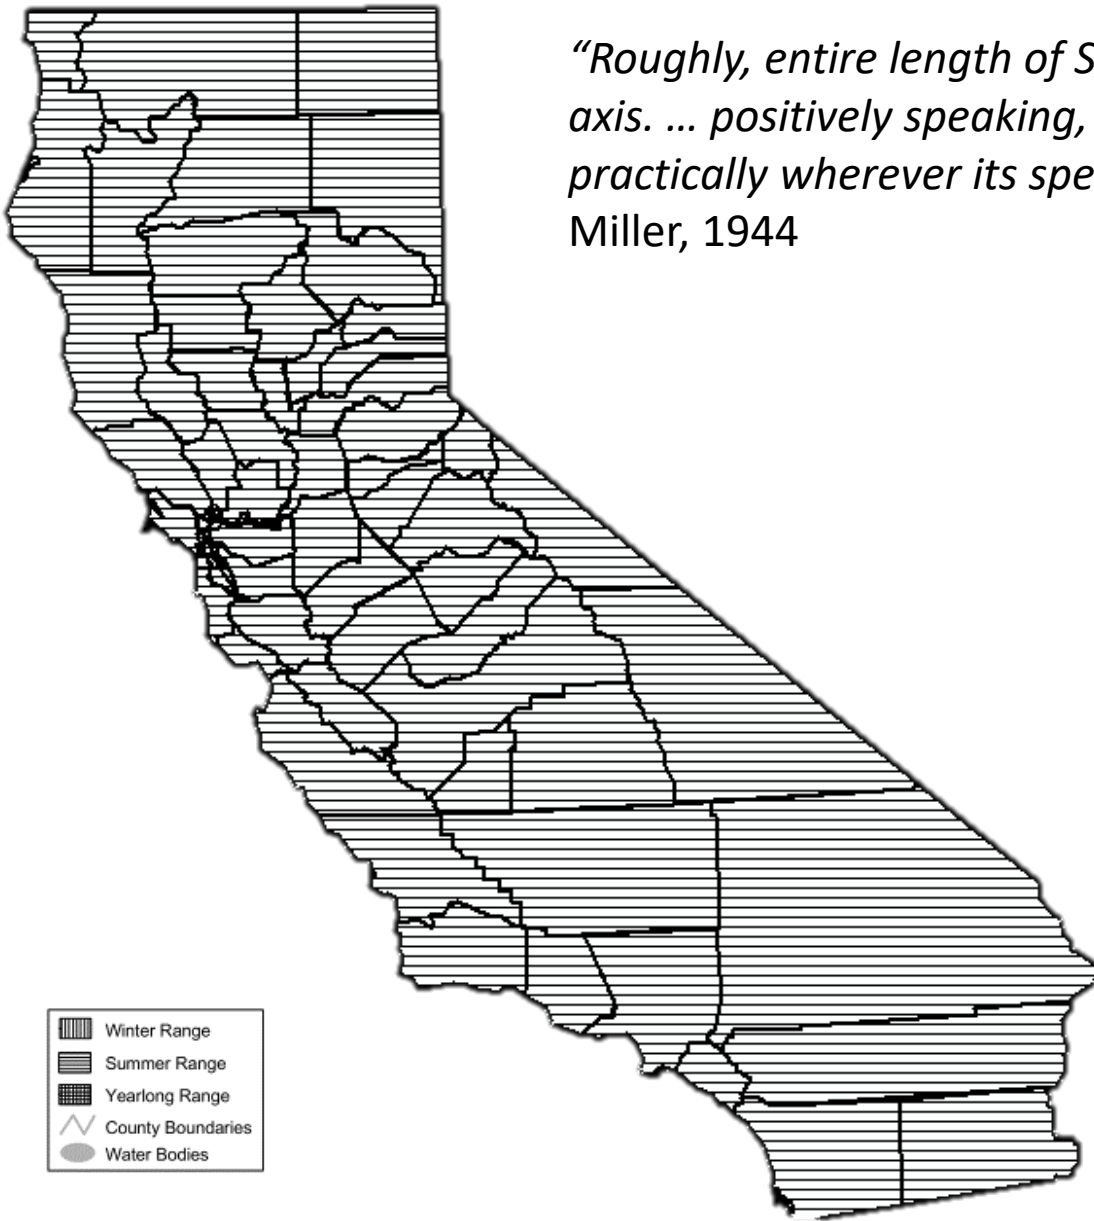 “Roughly, entire length of S
axis. … positively speaking,
practically wherever its spe
Miller, 1944
Winter Range
Summer Range
Yearlong Range
County Boundaries
Water Bodies